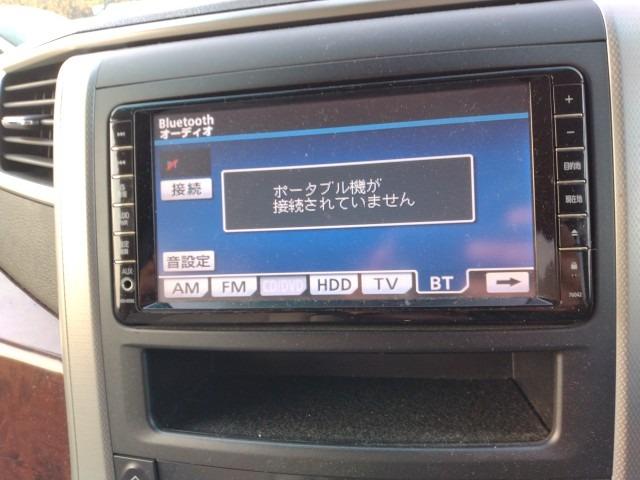 Bluetooth
オーディオ
接続
ポータブル機が
接続されていません
音設定
AM FM CD/DVD HDD TV BT
+
-
目的地
現在地
AUX